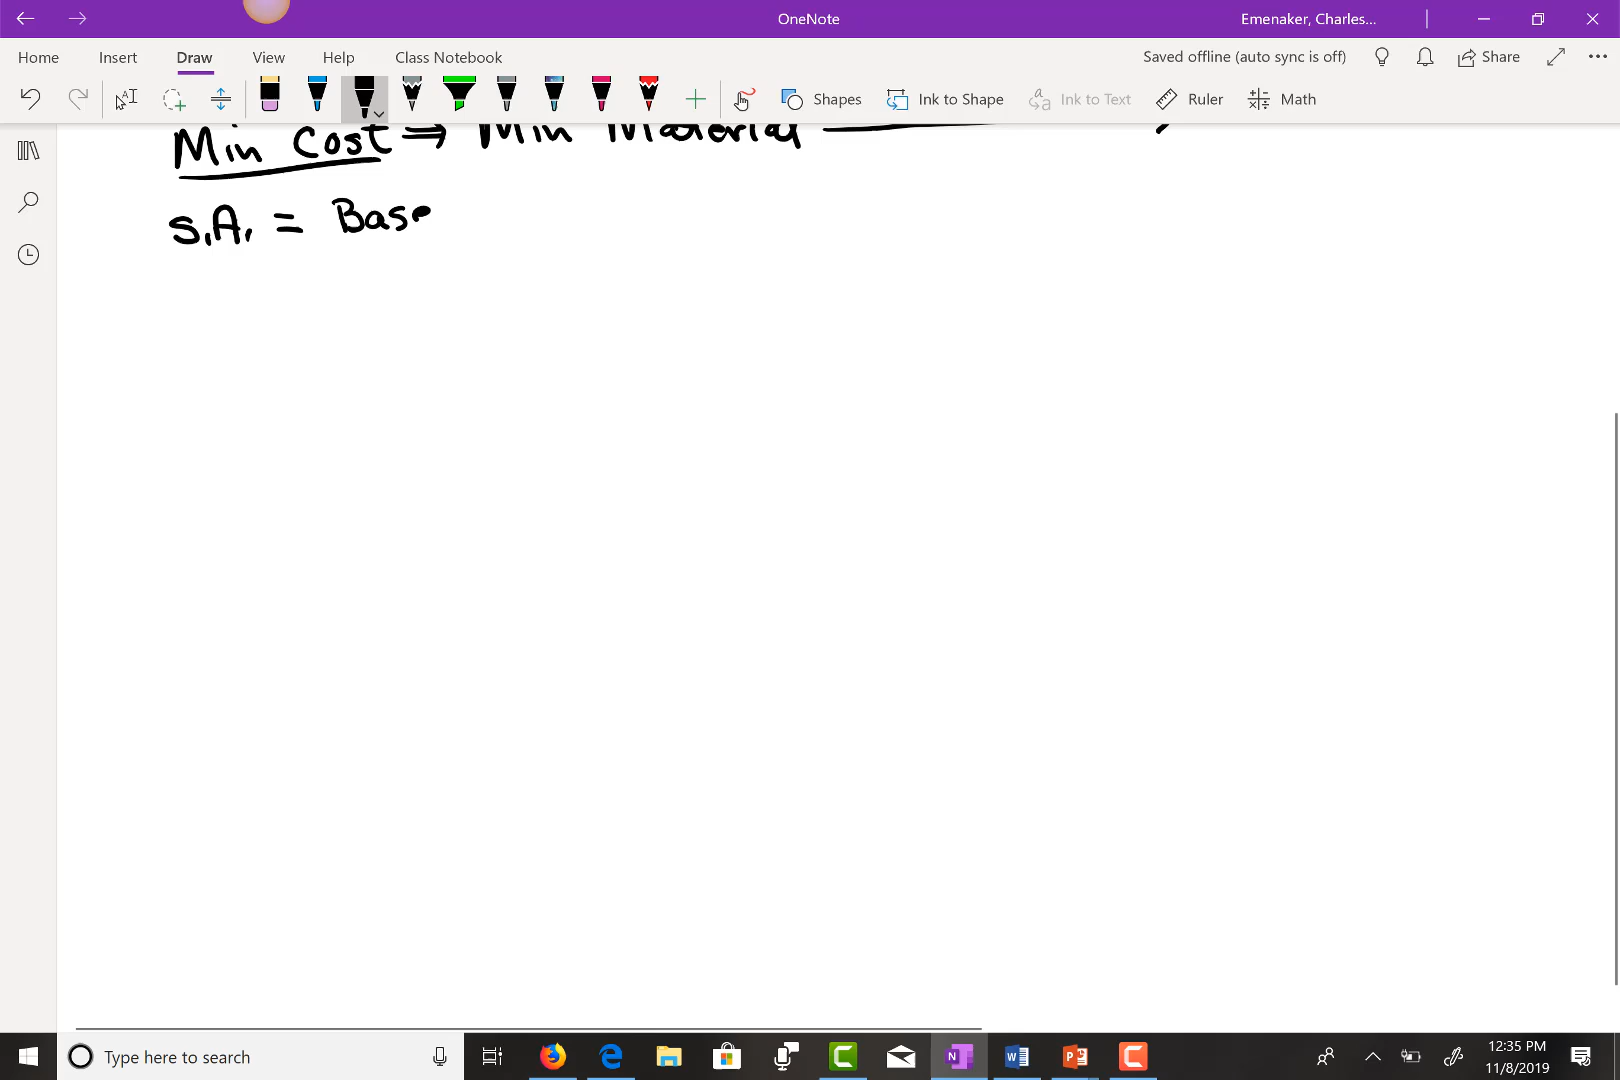 OneNote
Emenaker, Charles...
Home Insert Draw View Help Class Notebook
Saved offline (auto sync is off) Share
Shapes Ink to Shape Ink to Text Ruler Math
Min Cost ⇒ Min Material
S.A. = Base
Type here to search
12:35 PM
11/8/2019